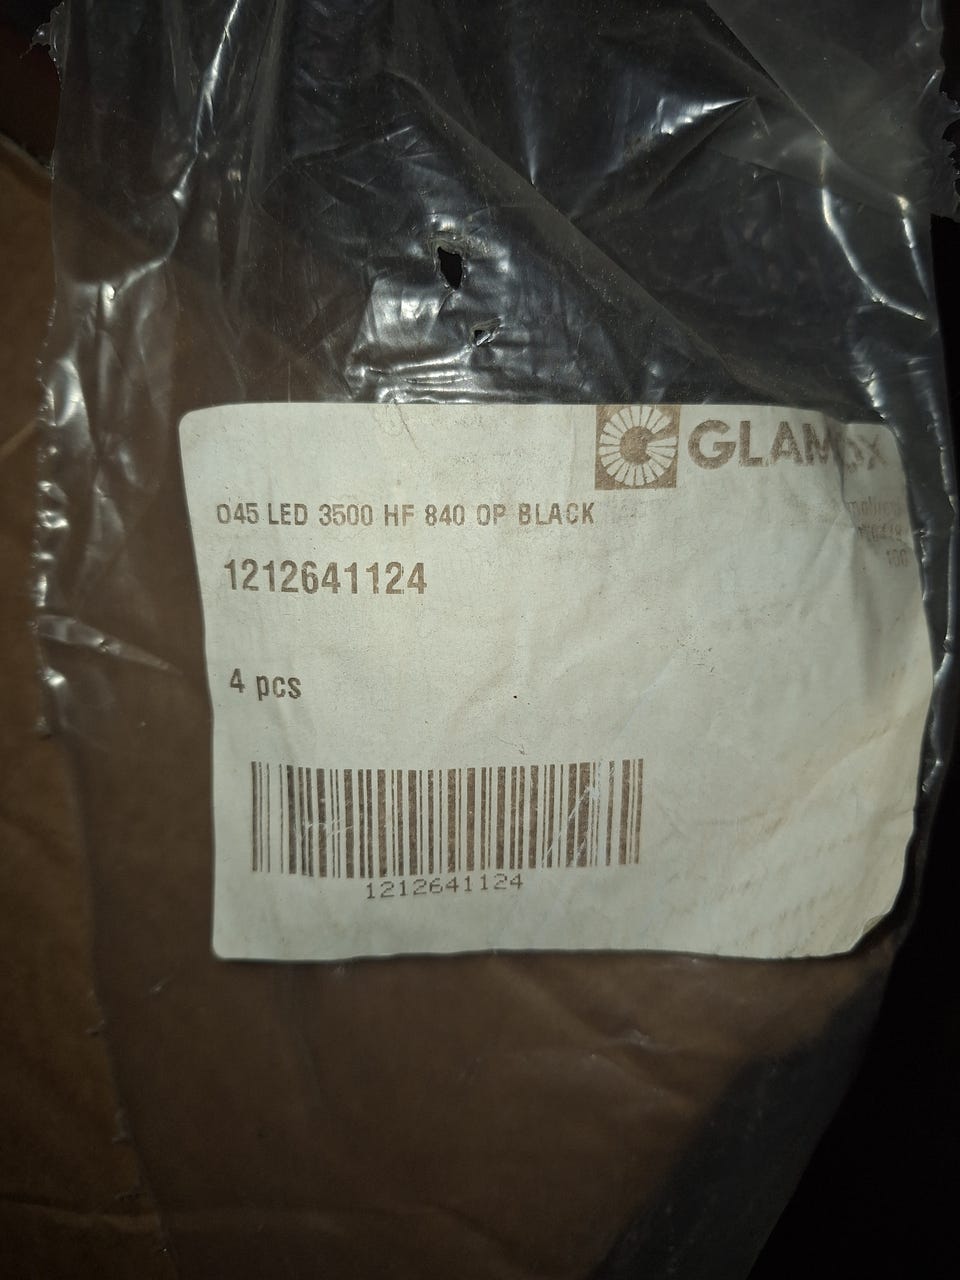 GLAMOX
O45 LED 3500 HF 840 OP BLACK
1212641124
4 pcs
1212641124